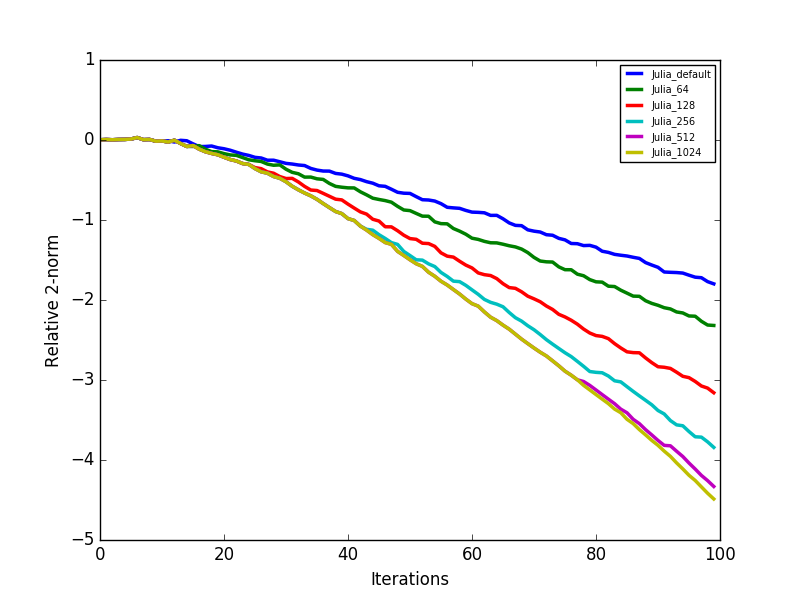 1
0
−1
−2
−3
−4
−5
Relative 2-norm
0 20 40 60 80 100
Iterations
Julia_default
Julia_64
Julia_128
Julia_256
Julia_512
Julia_1024